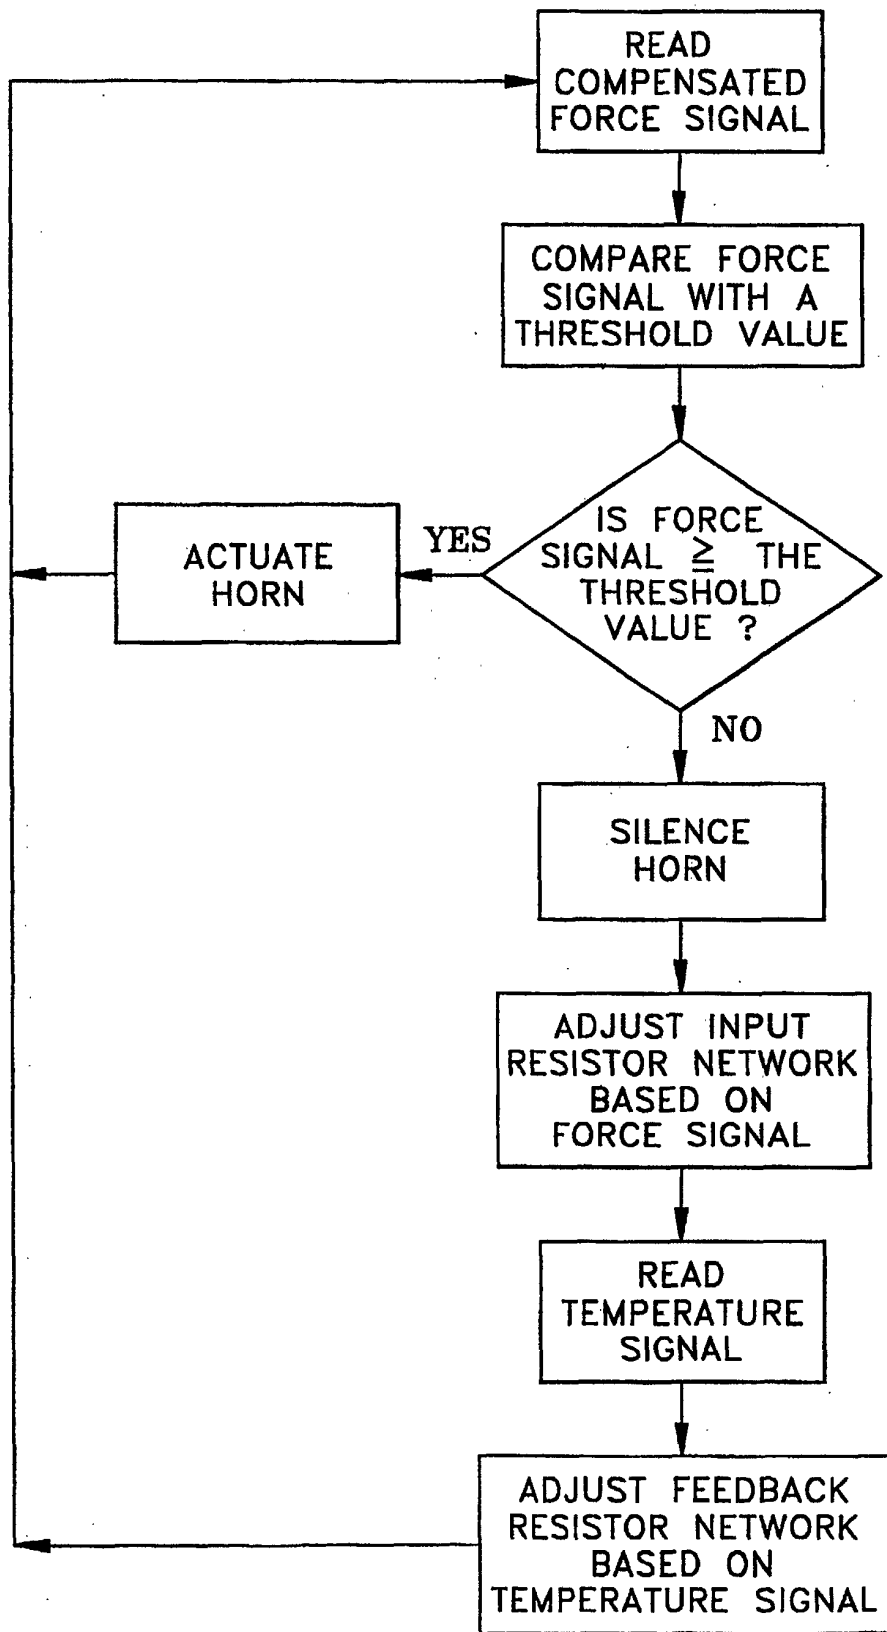 READ
COMPENSATED
FORCE SIGNAL
COMPARE FORCE
SIGNAL WITH A
THRESHOLD VALUE
IS FORCE
SIGNAL ≧ THE
THRESHOLD
VALUE ?
YES
ACTUATE
HORN
NO
SILENCE
HORN
ADJUST INPUT
RESISTOR NETWORK
BASED ON
FORCE SIGNAL
READ
TEMPERATURE
SIGNAL
ADJUST FEEDBACK
RESISTOR NETWORK
BASED ON
TEMPERATURE SIGNAL